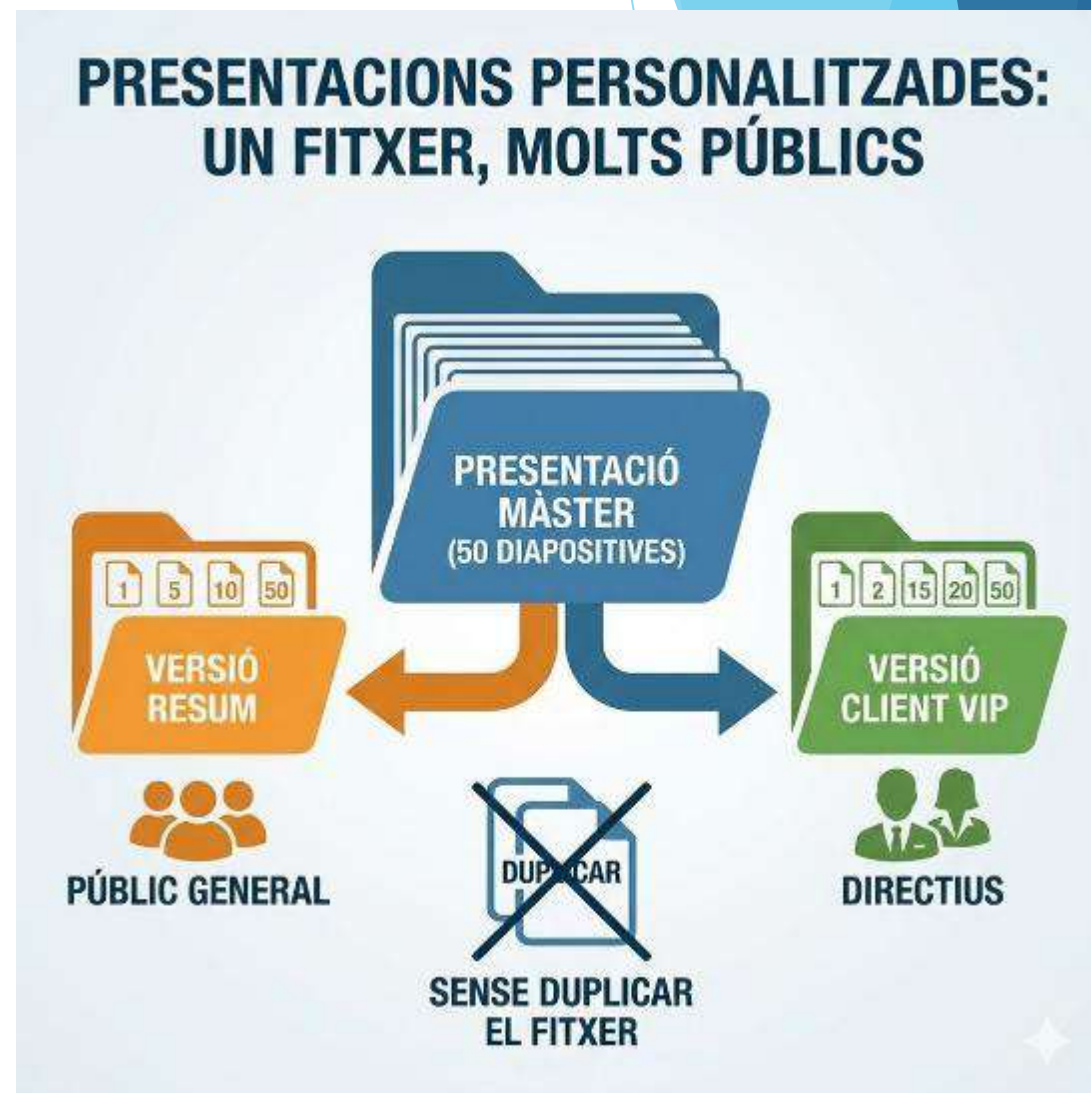 PRESENTACIONS PERSONALITZADES:
UN FITXER, MOLTS PÚBLICS
PRESENTACIÓ
MÀSTER
(50 DIAPOSITIVES)
1 5 10 50
VERSIÓ
RESUM
PÚBLIC GENERAL
1 2 15 20 50
VERSIÓ
CLIENT VIP
DIRECTIUS
DUPLICAR
SENSE DUPLICAR
EL FITXER